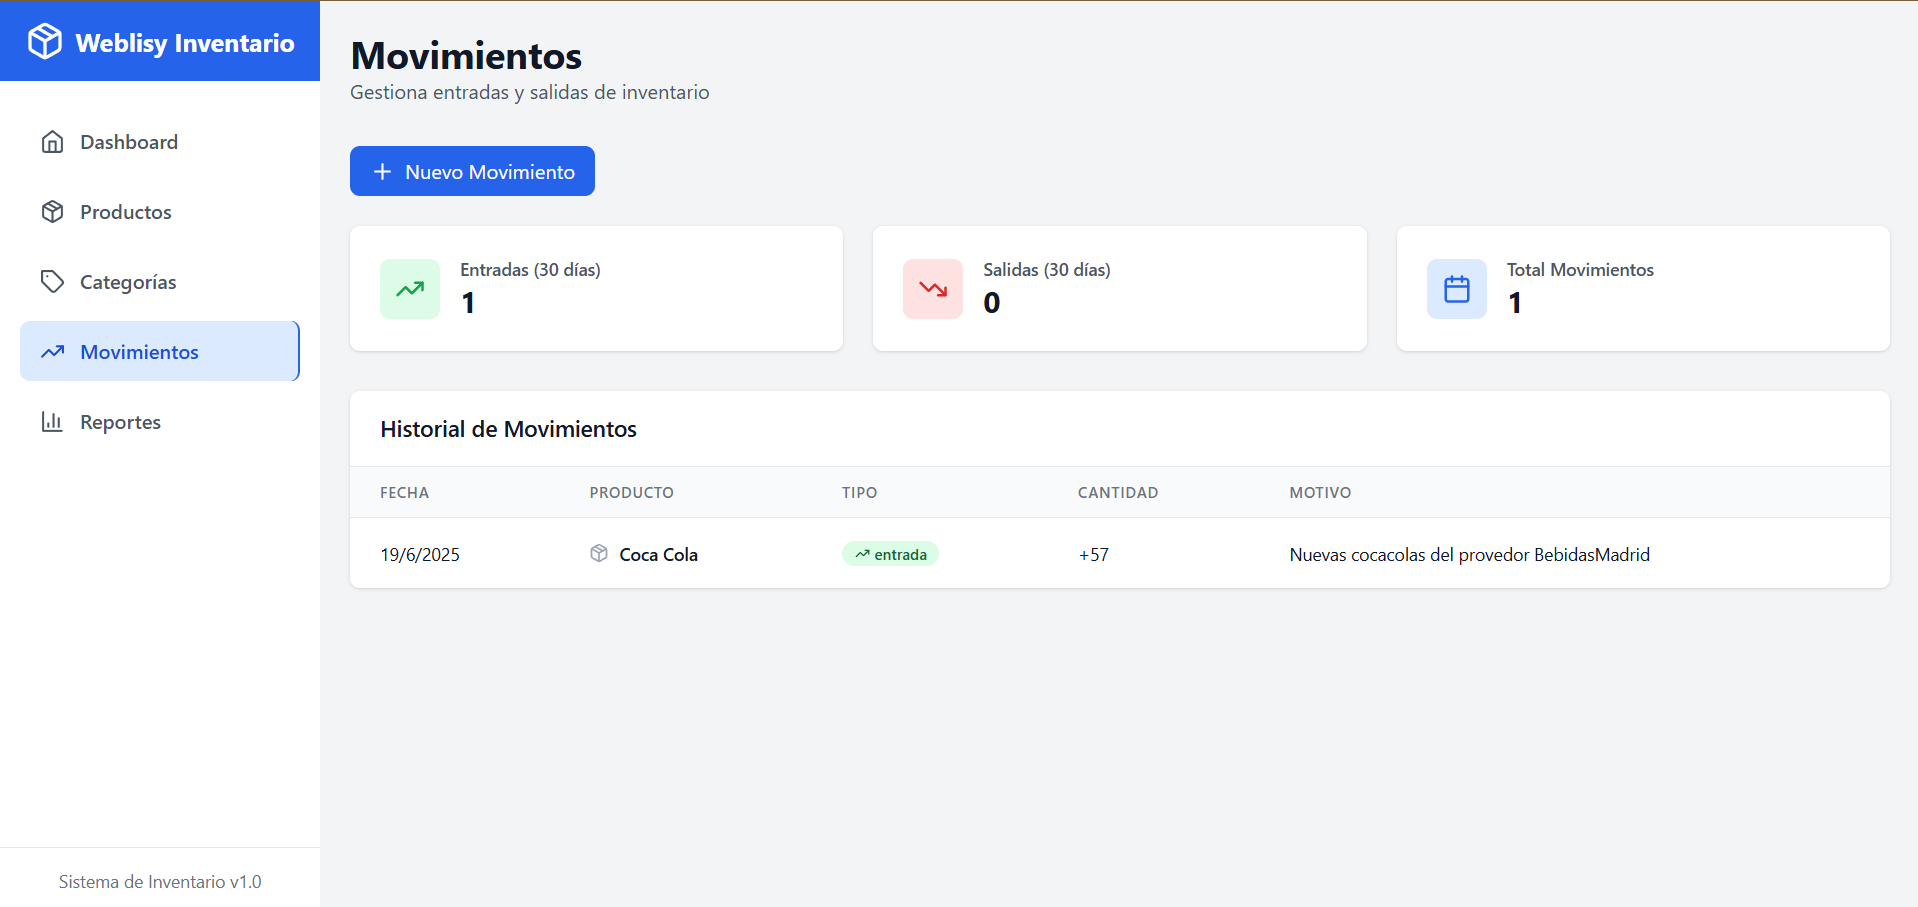 Weblisy Inventario
Dashboard
Productos
Categorías
Movimientos
Reportes
Sistema de Inventario v1.0
Movimientos
Gestiona entradas y salidas de inventario
Nuevo Movimiento
Entradas (30 días)
1
Salidas (30 días)
0
Total Movimientos
1
Historial de Movimientos
FECHA PRODUCTO TIPO CANTIDAD MOTIVO
19/6/2025 Coca Cola entrada +57 Nuevas cocacolas del provedor BebidasMadrid